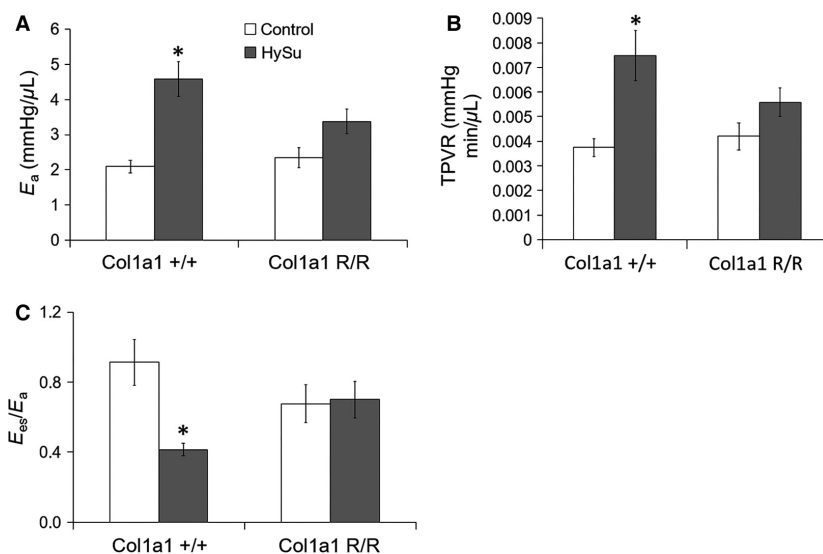 A
Ea (mmHg/µL)
6
5
4
3
2
1
0
*
Control
HySu
Col1a1 +/+ Col1a1 R/R
B
TPVR (mmHg
min/µL)
0.009
0.008
0.007
0.006
0.005
0.004
0.003
0.002
0.001
0
*
Col1a1 +/+ Col1a1 R/R
C
Ees/Ea
1.2
0.8
0.4
0.0
*
Col1a1 +/+ Col1a1 R/R